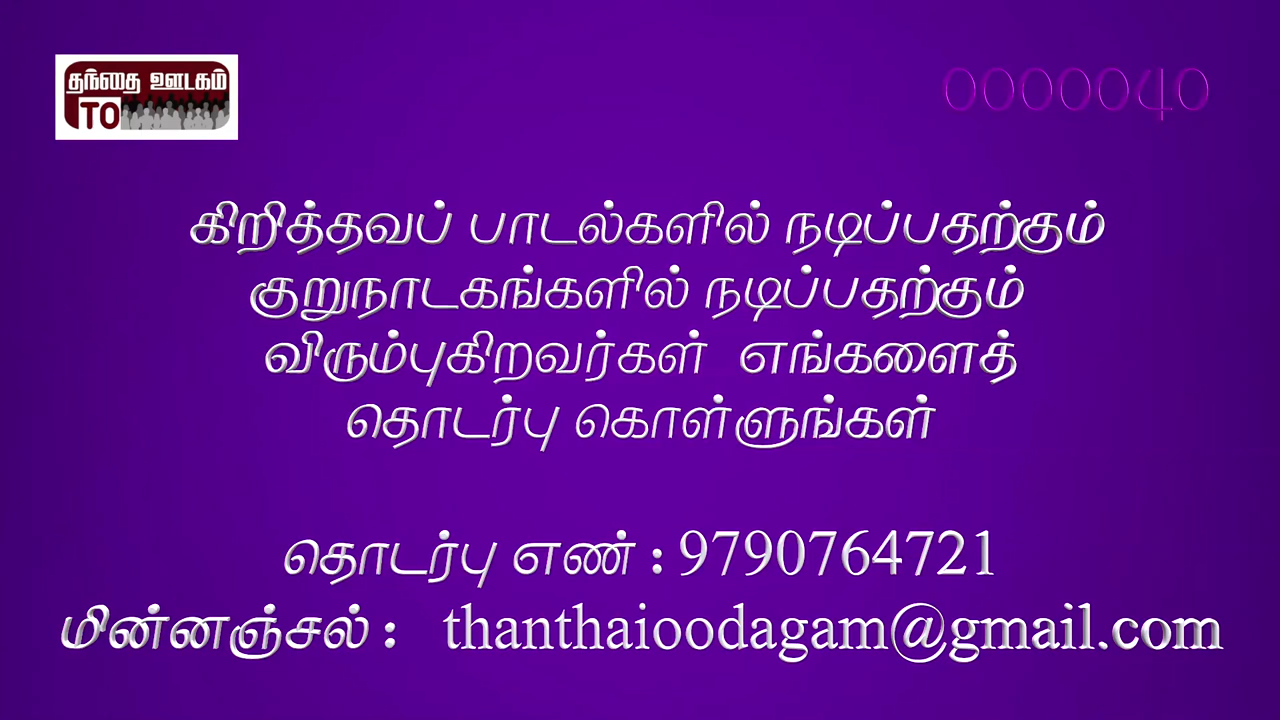 தந்தை ஊடகம்
TO
0000040
கிறித்தவப் பாடல்களில் நடிப்பதற்கும்
குறுநாடகங்களில் நடிப்பதற்கும்
விரும்புகிறவர்கள் எங்களைத்
தொடர்பு கொள்ளுங்கள்
தொடர்பு எண் : 9790764721
மின்னஞ்சல் : thanthaioodagam@gmail.com